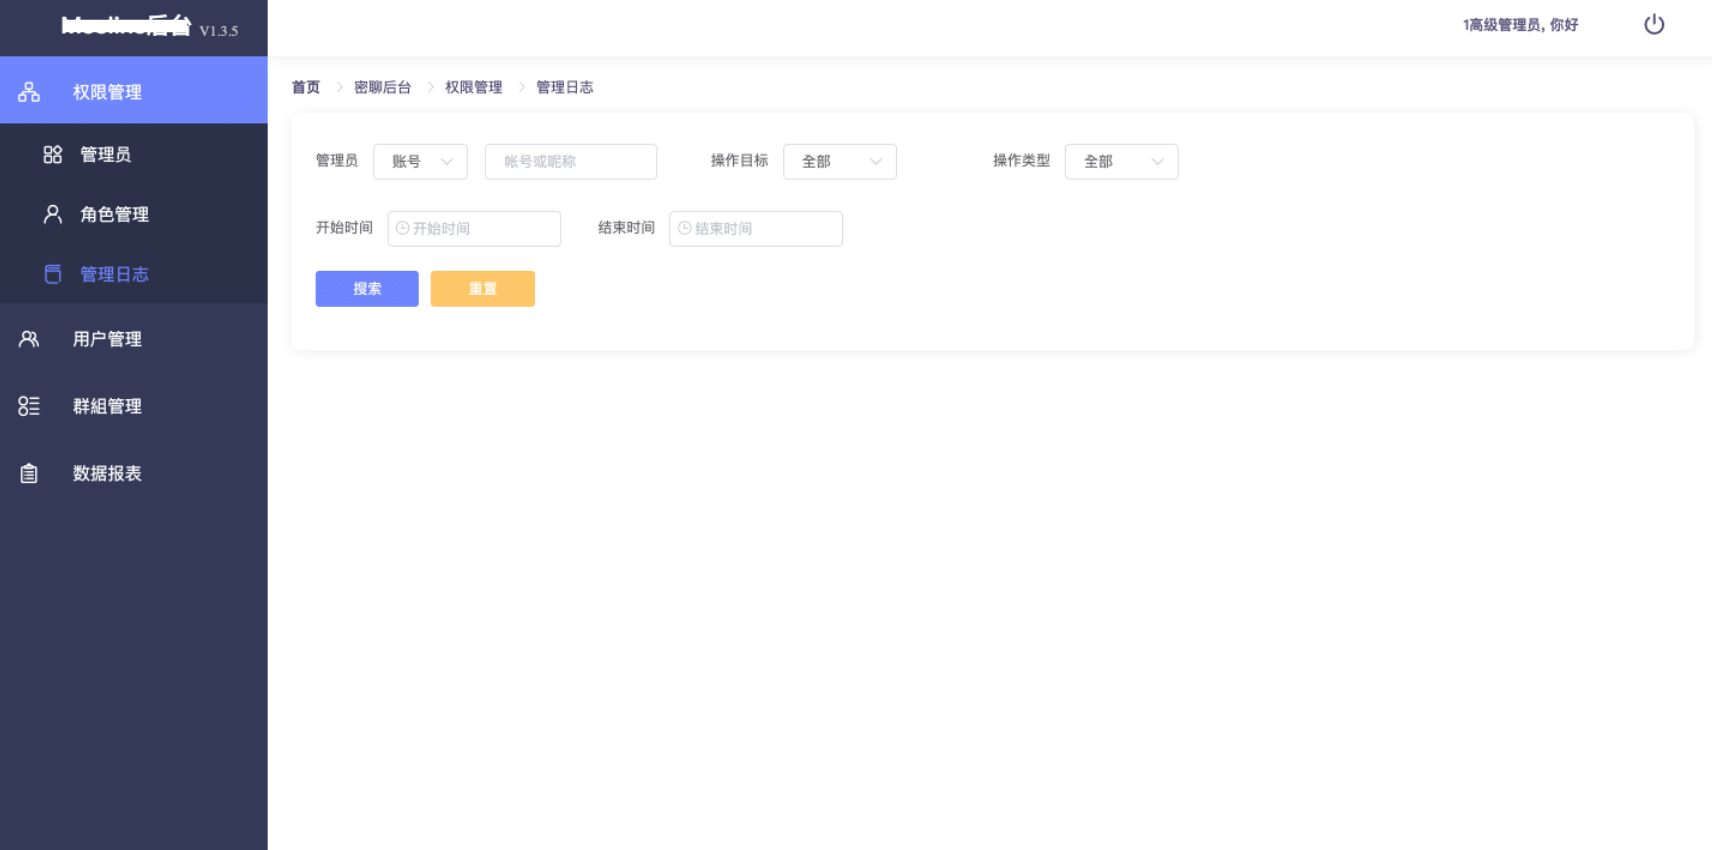 后台 V1.3.5
1高级管理员, 你好
权限管理
管理员
角色管理
管理日志
用户管理
群組管理
数据报表
首页 密聊后台 权限管理 管理日志
管理员 账号 帐号或昵称 操作目标 全部 操作类型 全部
开始时间 开始时间 结束时间 结束时间
搜索 重置